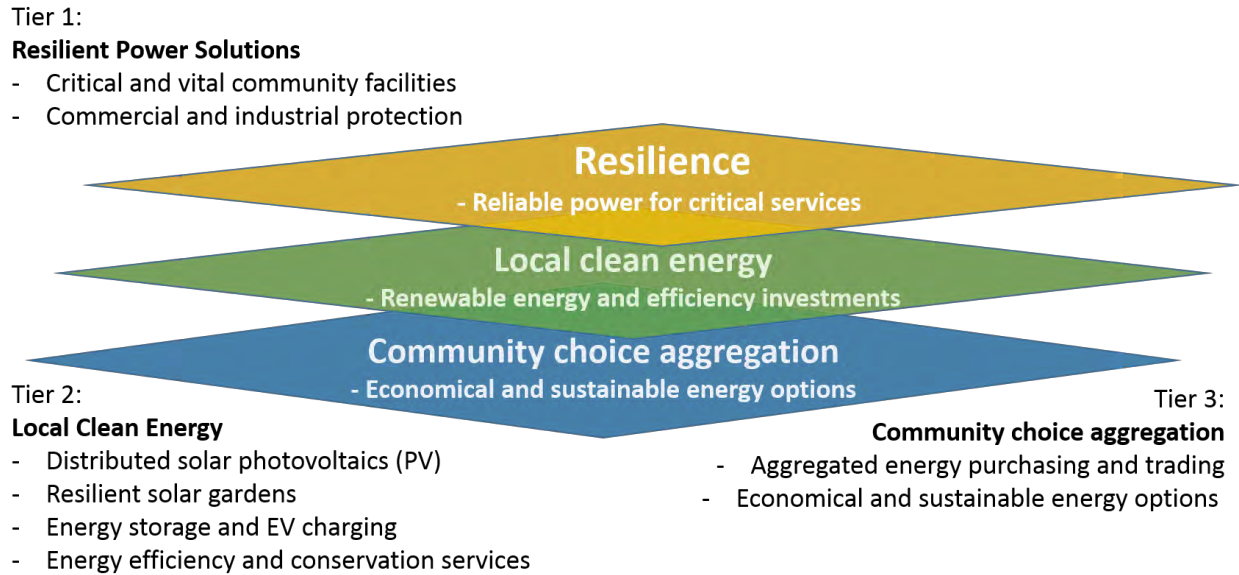 Tier 1:
Resilient Power Solutions
- Critical and vital community facilities
- Commercial and industrial protection
Resilience
- Reliable power for critical services
Local clean energy
- Renewable energy and efficiency investments
Community choice aggregation
- Economical and sustainable energy options
Tier 2:
Local Clean Energy
- Distributed solar photovoltaics (PV)
- Resilient solar gardens
- Energy storage and EV charging
- Energy efficiency and conservation services
Tier 3:
Community choice aggregation
- Aggregated energy purchasing and trading
- Economical and sustainable energy options